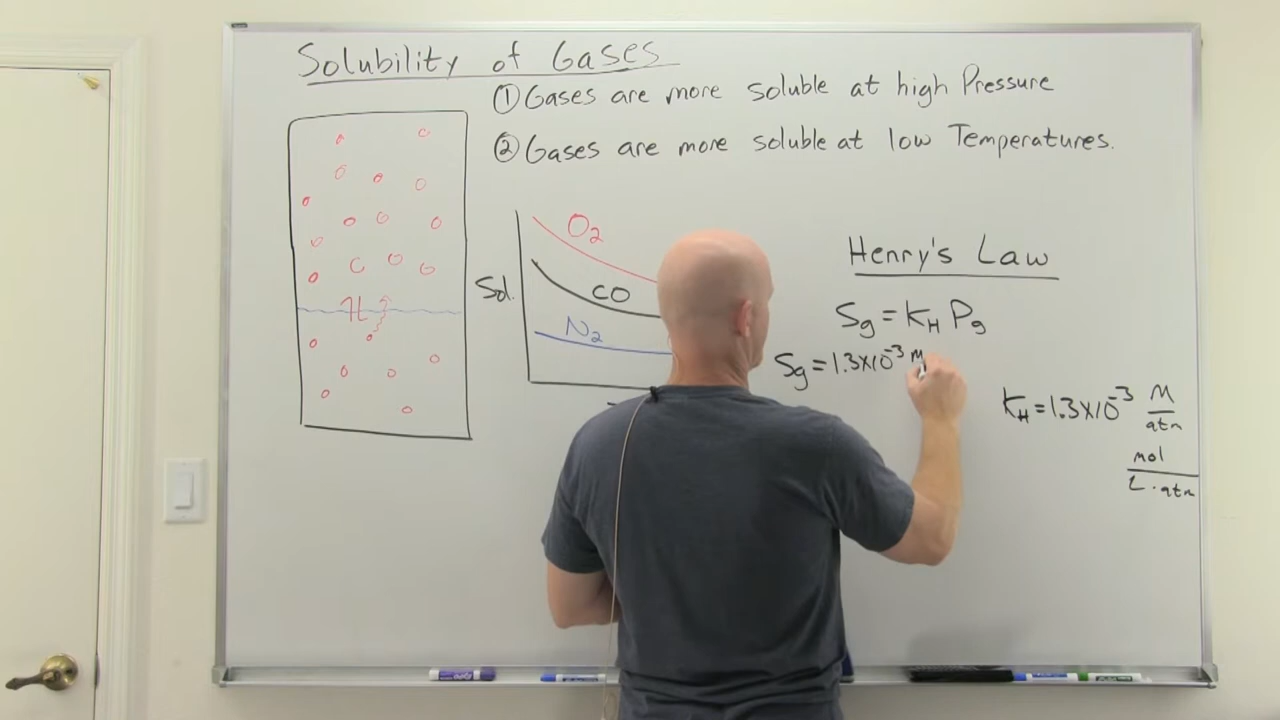 Solubility of Gases
① Gases are more soluble at high Pressure
② Gases are more soluble at low Temperatures.
O₂
CO
N₂
Sol.
Henry's Law
Sg = KH Pg
Sg = 1.3x10⁻³ M
KH = 1.3x10⁻³ M/atm
mol
L·atm